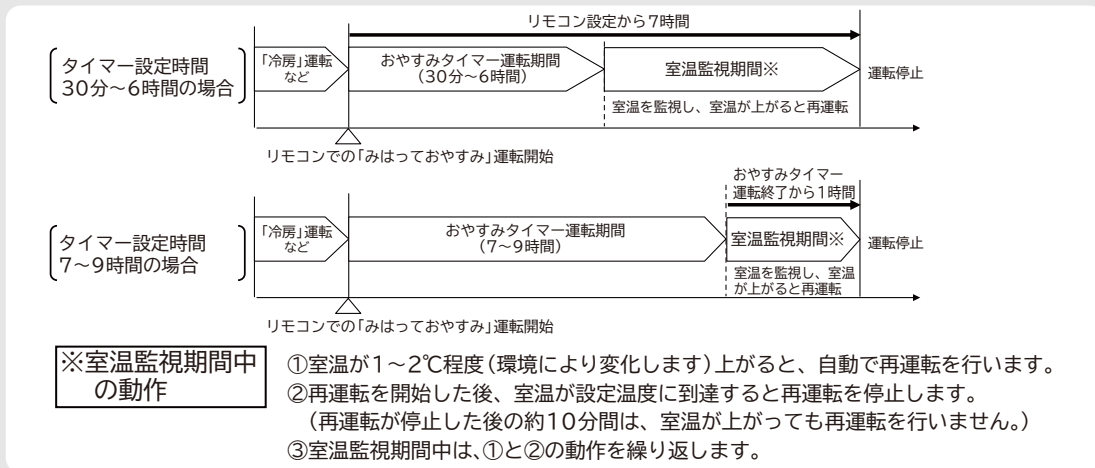 リモコン設定から7時間
タイマー設定時間
30分～6時間の場合
「冷房」運転
など
おやすみタイマー運転期間
（30分～6時間）
室温監視期間※
運転停止
室温を監視し、室温が上がると再運転
リモコンでの「みはっておやすみ」運転開始
おやすみタイマー
運転終了から1時間
タイマー設定時間
7～9時間の場合
「冷房」運転
など
おやすみタイマー運転期間
（7～9時間）
室温監視期間※
運転停止
室温を監視し、室温
が上がると再運転
リモコンでの「みはっておやすみ」運転開始
※室温監視期間中
の動作
①室温が1～2℃程度（環境により変化します）上がると、自動で再運転を行います。
②再運転を開始した後、室温が設定温度に到達すると再運転を停止します。
（再運転が停止した後の約10分間は、室温が上がっても再運転を行いません。）
③室温監視期間中は、①と②の動作を繰り返します。